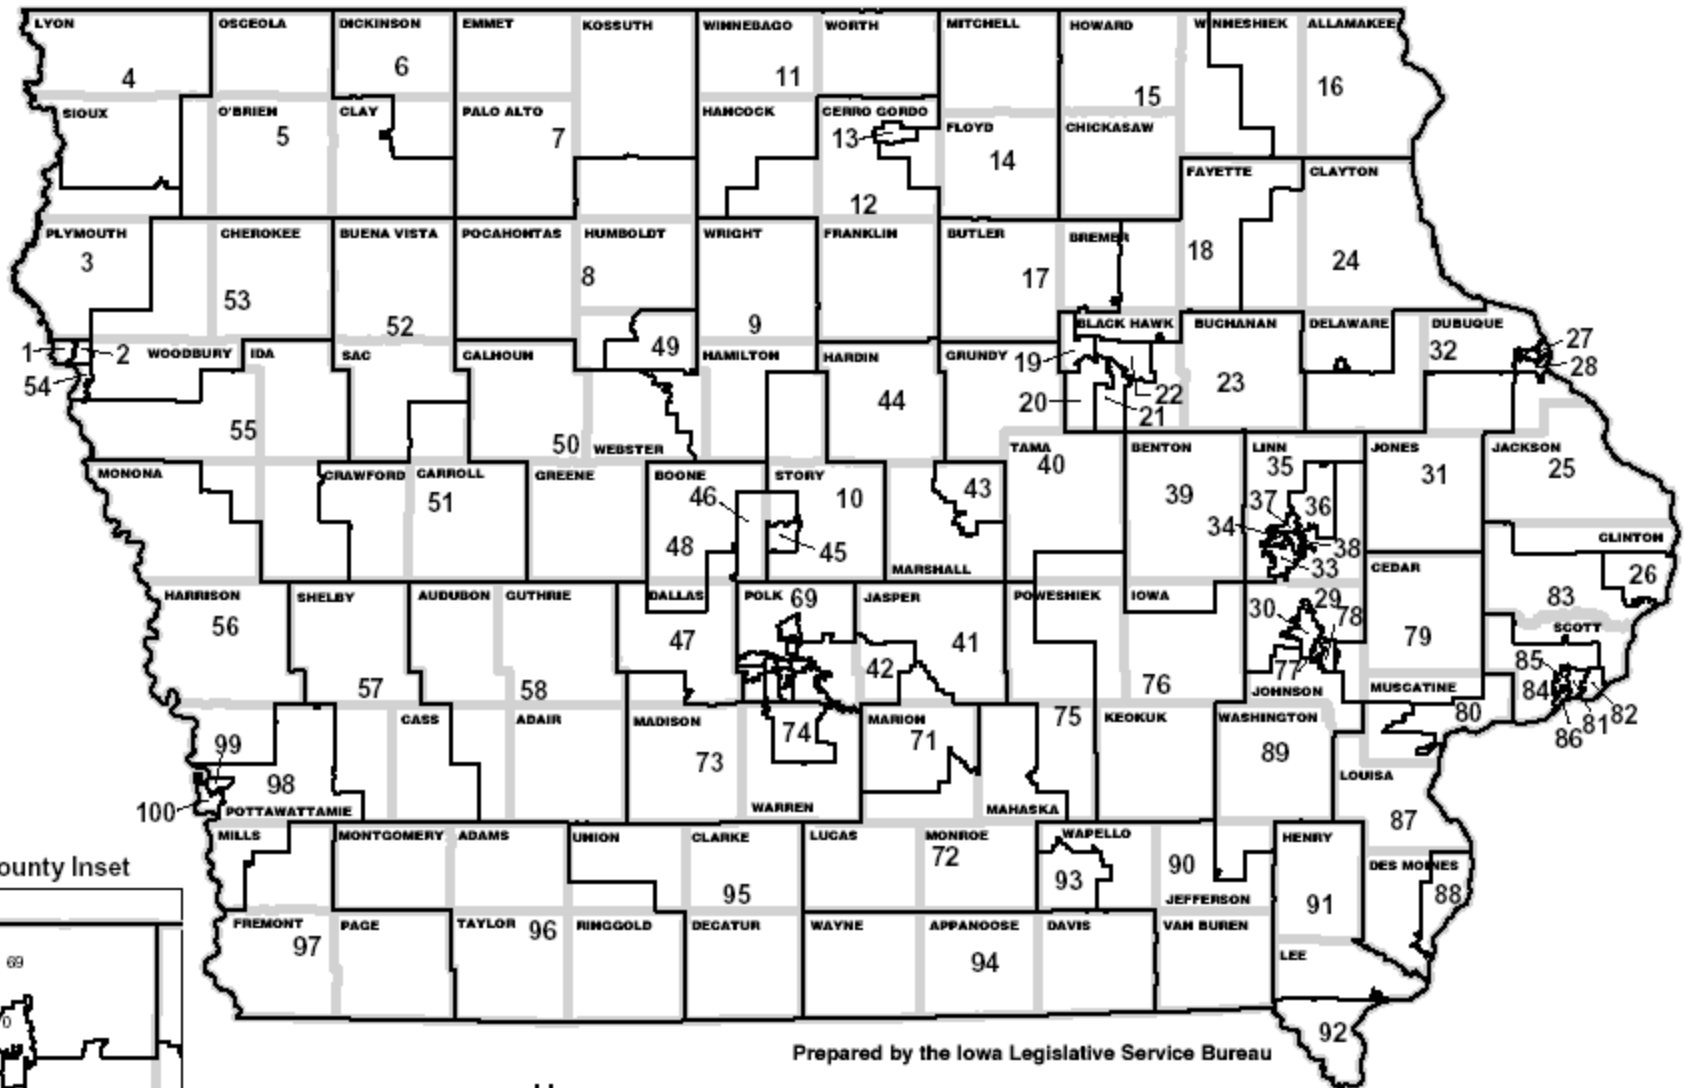 LYON OSCEOLA DICKINSON EMMET KOSSUTH WINNEBAGO WORTH MITCHELL HOWARD WINNESHIEK ALLAMAKEE
4 6 11 15 16
SIOUX O'BRIEN CLAY PALO ALTO HANCOCK CERRO GORDO FLOYD CHICKASAW
5 7 13 14
12
FAYETTE CLAYTON
PLYMOUTH CHEROKEE BUENA VISTA POCAHONTAS HUMBOLDT WRIGHT FRANKLIN BUTLER BREMER
3 53 52 8 9 17 18 24
BLACK HAWK BUCHANAN DELAWARE DUBUQUE
1 2 WOODBURY IDA SAC CALHOUN 49 HAMILTON HARDIN GRUNDY 19 32 27
54 28
55 50 WEBSTER 44 20 21 22 23
MONONA CRAWFORD CARROLL GREENE BOONE STORY TAMA BENTON LINN JONES JACKSON
51 46 10 43 40 39 35 31 25
48 45 MARSHALL 37 36 34 38 33
CLINTON
26
HARRISON SHELBY AUDUBON GUTHRIE DALLAS POLK 69 JASPER POWESHIEK IOWA CEDAR
56 47 42 41 30 29 78 79 83
SCOTT
57 58 76 77 JOHNSON MUSCATINE 85 84
CASS ADAIR MADISON MARION 75 KEOKUK WASHINGTON 80 86 81 82
99 98 73 74 71 89
LOUISA
100 POTTAWATTAMIE WARREN MAHASKA 87
MILLS MONTGOMERY ADAMS UNION CLARKE LUCAS MONROE WAPELLO HENRY
95 72 93 90 JEFFERSON 91 DES MOINES 88
FREMONT PAGE TAYLOR RINGGOLD DECATUR WAYNE APPANOOSE DAVIS VAN BUREN LEE
97 96 94 92
ounty Inset
69
Prepared by the Iowa Legislative Service Bureau